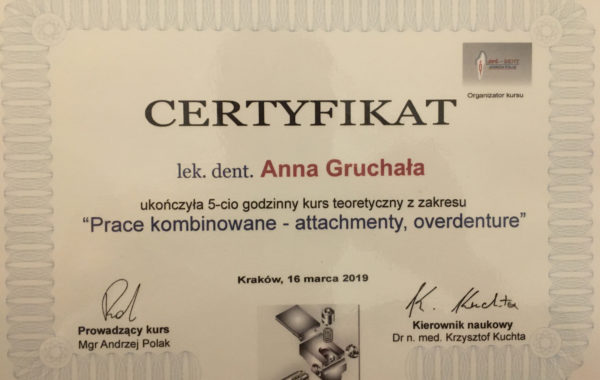 Organizator kursu
CERTYFIKAT
lek. dent. Anna Gruchała
ukończyła 5-cio godzinny kurs teoretyczny z zakresu
“Prace kombinowane - attachmenty, overdenture”
Kraków, 16 marca 2019
K. Kuchta
Prowadzący kurs
Mgr Andrzej Polak
Kierownik naukowy
Dr n. med. Krzysztof Kuchta